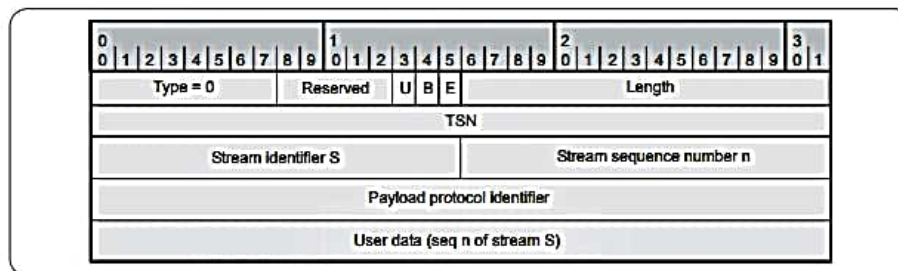 0 1 2 3
0 1 2 3 4 5 6 7 8 9 0 1 2 3 4 5 6 7 8 9 0 1 2 3 4 5 6 7 8 9 0 1
Type = 0 Reserved U B E Length
TSN
Stream identifier S Stream sequence number n
Payload protocol identifier
User data (seq n of stream S)